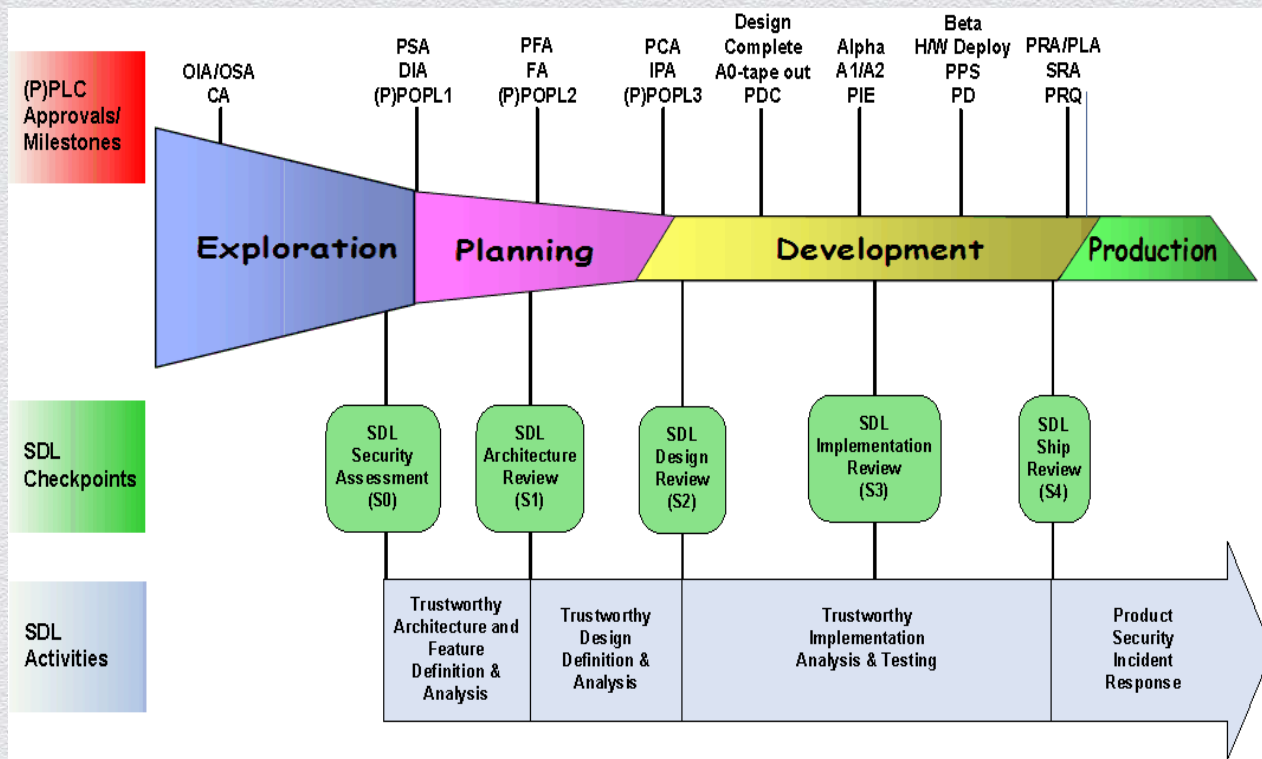 (P)PLC
Approvals/
Milestones
OIA/OSA
CA
PSA
DIA
(P)POPL1
PFA
FA
(P)POPL2
PCA
IPA
(P)POPL3
Design
Complete
A0-tape out
PDC
Alpha
A1/A2
PIE
Beta
H/W Deploy
PPS
PD
PRA/PLA
SRA
PRQ
Exploration
Planning
Development
Production
SDL
Checkpoints
SDL
Security
Assessment
(S0)
SDL
Architecture
Review
(S1)
SDL
Design
Review
(S2)
SDL
Implementation
Review
(S3)
SDL
Ship
Review
(S4)
SDL
Activities
Trustworthy
Architecture and
Feature
Definition &
Analysis
Trustworthy
Design
Definition &
Analysis
Trustworthy
Implementation
Analysis & Testing
Product
Security
Incident
Response